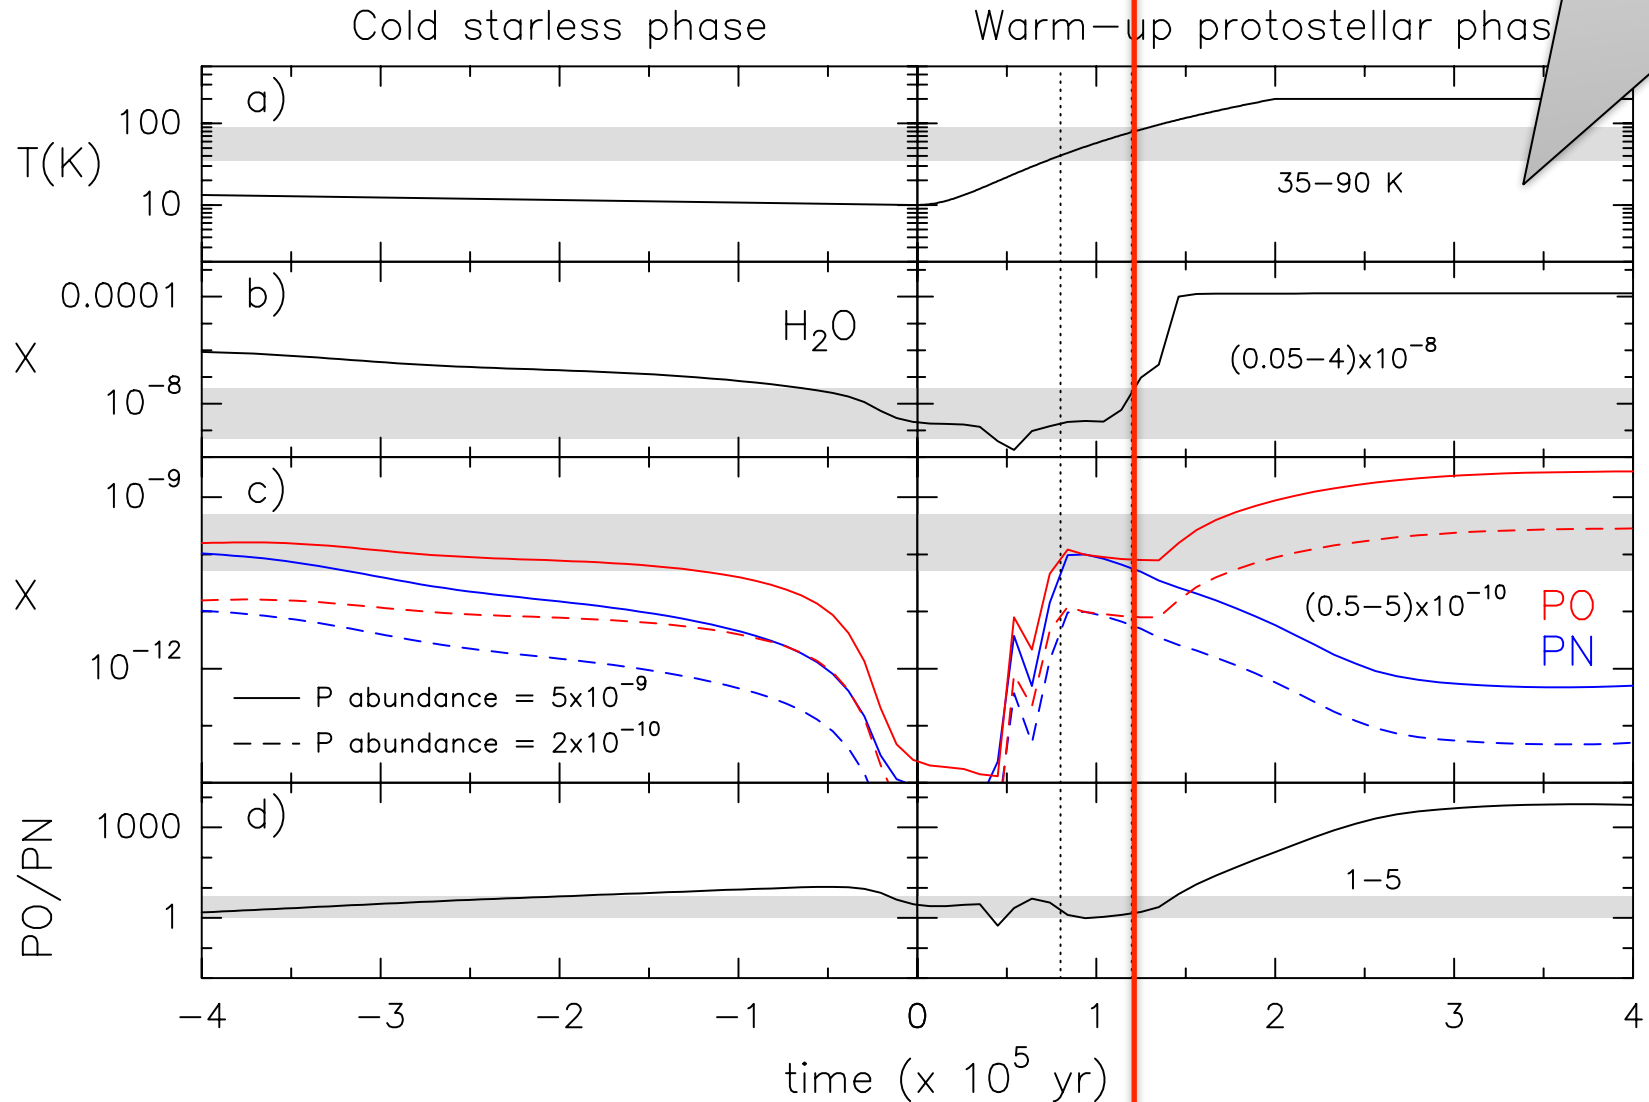 Cold starless phase
Warm-up protostellar phas
a)
T(K)
100
10
35-90 K
b)
X
0.0001
10^-8
H2O
(0.05-4)x10^-8
c)
X
10^-9
10^-12
P abundance = 5x10^-9
P abundance = 2x10^-10
(0.5-5)x10^-10
PO
PN
d)
PO/PN
1000
1
1-5
-4 -3 -2 -1 0 1 2 3 4
time (x 10^5 yr)